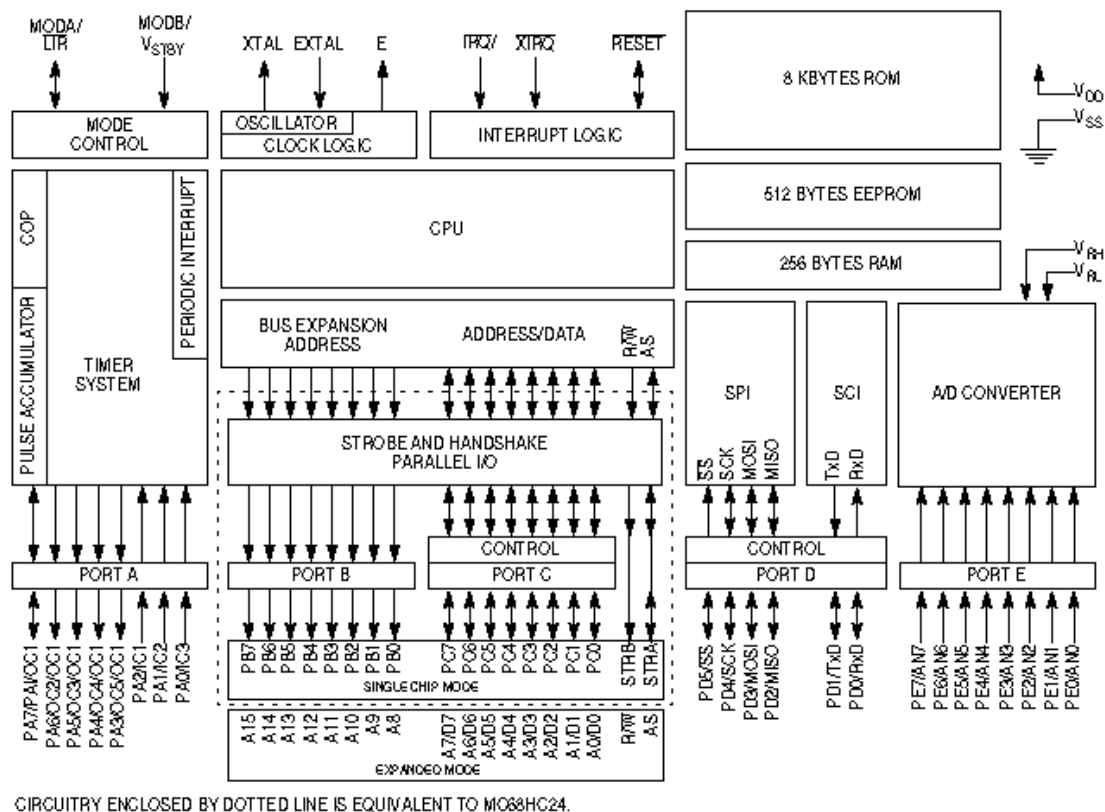 MODA/
LIR
MODB/
VSTBY
XTAL EXTAL E
IRQ/ XIRQ RESET
MODE
CONTROL
OSCILLATOR
CLOCK LOGIC
INTERRUPT LOGIC
8 KBYTES ROM
VDD
VSS
COP
PERIODIC INTERRUPT
CPU
512 BYTES EEPROM
256 BYTES RAM
VRH
VRL
PULSE ACCUMULATOR
TIMER
SYSTEM
BUS EXPANSION
ADDRESS
ADDRESS/DATA
R/W
AS
STROBE AND HANDSHAKE
PARALLEL I/O
SPI
SS
SCK
MOSI
MISO
SCI
TxD
RxD
A/D CONVERTER
CONTROL
CONTROL
PORT A
PORT B
PORT C
PORT D
PORT E
PA7/PAI/OC1
PA6/OC2/OC1
PA5/OC3/OC1
PA4/OC4/OC1
PA3/OC5/OC1
PA2/IC1
PA1/IC2
PA0/IC3
PB7
PB6
PB5
PB4
PB3
PB2
PB1
PB0
PC7
PC6
PC5
PC4
PC3
PC2
PC1
PC0
STRB
STRA
SINGLE CHIP MODE
PD5/SS
PD4/SCK
PD3/MOSI
PD2/MISO
PD1/TxD
PD0/RxD
PE7/AN7
PE6/AN6
PE5/AN5
PE4/AN4
PE3/AN3
PE2/AN2
PE1/AN1
PE0/AN0
A15
A14
A13
A12
A11
A10
A9
A8
A7/D7
A6/D6
A5/D5
A4/D4
A3/D3
A2/D2
A1/D1
A0/D0
R/W
AS
EXPANDED MODE
CIRCUITRY ENCLOSED BY DOTTED LINE IS EQUIVALENT TO MC68HC24.